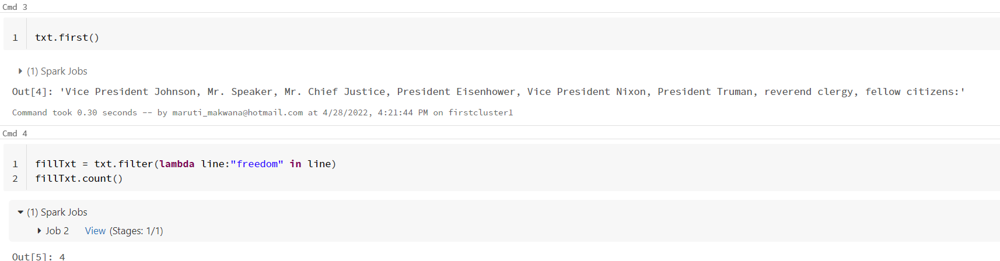 Cmd 3
1 txt.first()
(1) Spark Jobs
Out[4]: 'Vice President Johnson, Mr. Speaker, Mr. Chief Justice, President Eisenhower, Vice President Nixon, President Truman, reverend clergy, fellow citizens:'
Command took 0.30 seconds -- by maruti_makwana@hotmail.com at 4/28/2022, 4:21:44 PM on firstcluster1
Cmd 4
1 fillTxt = txt.filter(lambda line:"freedom" in line)
2 fillTxt.count()
(1) Spark Jobs
Job 2 View (Stages: 1/1)
Out[5]: 4